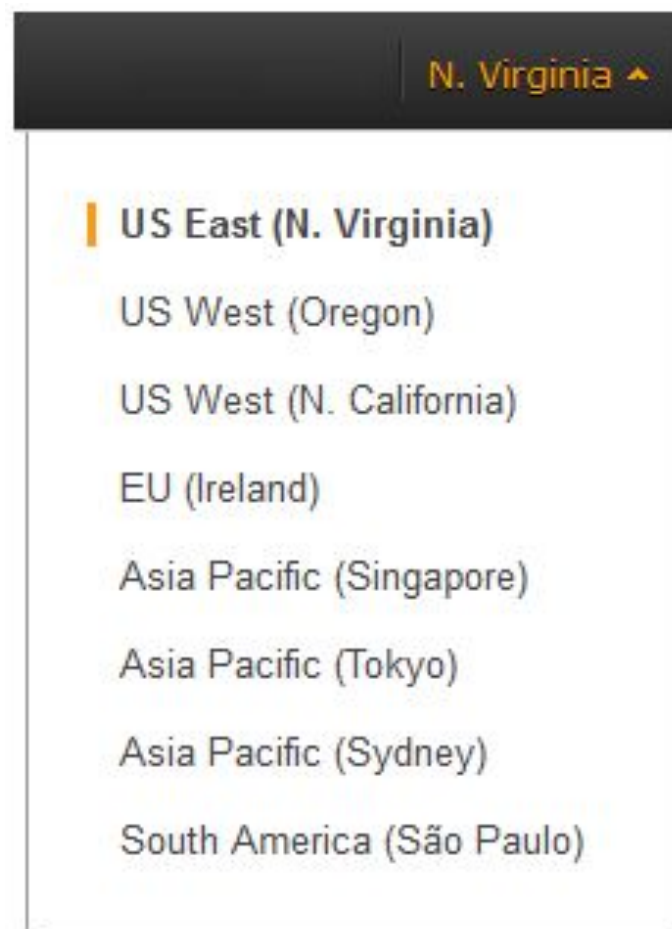 N. Virginia
US East (N. Virginia)
US West (Oregon)
US West (N. California)
EU (Ireland)
Asia Pacific (Singapore)
Asia Pacific (Tokyo)
Asia Pacific (Sydney)
South America (São Paulo)